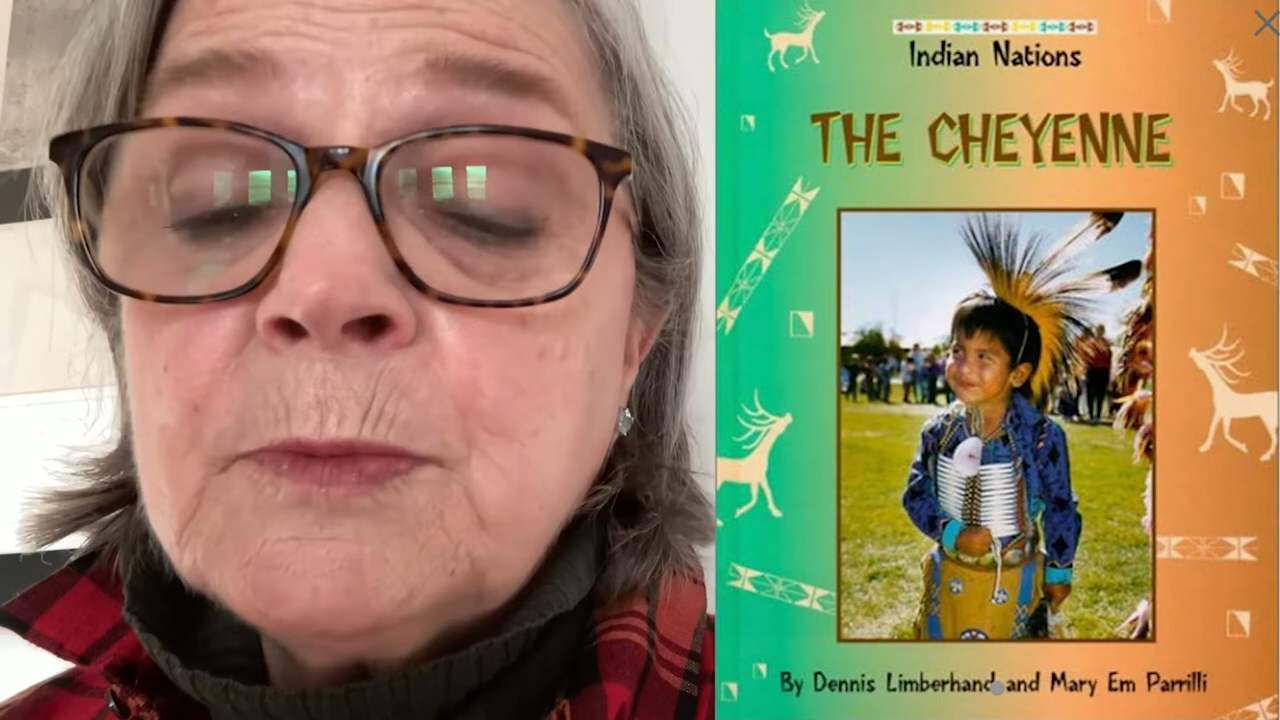 Indian Nations
THE CHEYENNE
By Dennis Limberhand and Mary Em Parrilli